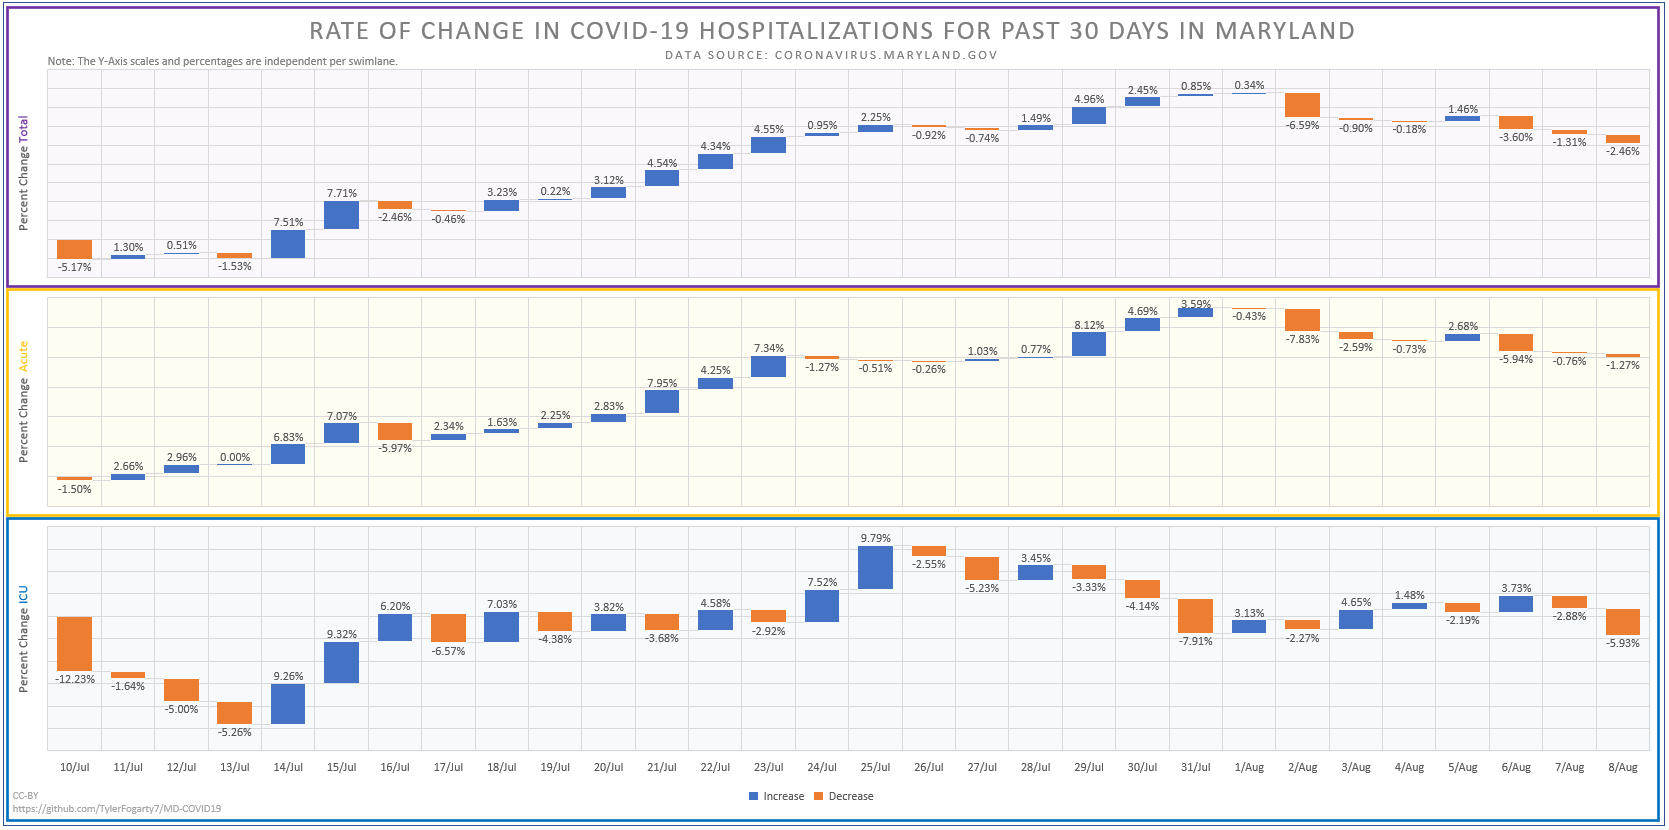 RATE OF CHANGE IN COVID-19 HOSPITALIZATIONS FOR PAST 30 DAYS IN MARYLAND
DATA SOURCE: CORONAVIRUS.MARYLAND.GOV
Note: The Y-Axis scales and percentages are independent per swimlane.
Percent Change Total
-5.17% 1.30% 0.51% -1.53% 7.51% 7.71% -2.46% -0.46% 3.23% 0.22% 3.12% 4.54% 4.34% 4.55% 0.95% 2.25% -0.92% -0.74% 1.49% 4.96% 2.45% 0.85% 0.34% -6.59% -0.90% -0.18% 1.46% -3.60% -1.31% -2.46%
Percent Change Acute
-1.50% 2.66% 2.96% 0.00% 6.83% 7.07% -5.97% 2.34% 1.63% 2.25% 2.83% 7.95% 4.25% 7.34% -1.27% -0.51% -0.26% 1.03% 0.77% 8.12% 4.69% 3.59% -0.43% -7.83% -2.59% -0.73% 2.68% -5.94% -0.76% -1.27%
Percent Change ICU
-12.23% -1.64% -5.00% -5.26% 9.26% 9.32% 6.20% -6.57% 7.03% -4.38% 3.82% -3.68% 4.58% -2.92% 7.52% 9.79% -2.55% -5.23% 3.45% -3.33% -4.14% -7.91% 3.13% -2.27% 4.65% 1.48% -2.19% 3.73% -2.88% -5.93%
10/Jul 11/Jul 12/Jul 13/Jul 14/Jul 15/Jul 16/Jul 17/Jul 18/Jul 19/Jul 20/Jul 21/Jul 22/Jul 23/Jul 24/Jul 25/Jul 26/Jul 27/Jul 28/Jul 29/Jul 30/Jul 31/Jul 1/Aug 2/Aug 3/Aug 4/Aug 5/Aug 6/Aug 7/Aug 8/Aug
Increase Decrease
CC-BY
https://github.com/TylerFogarty7/MD-COVID19